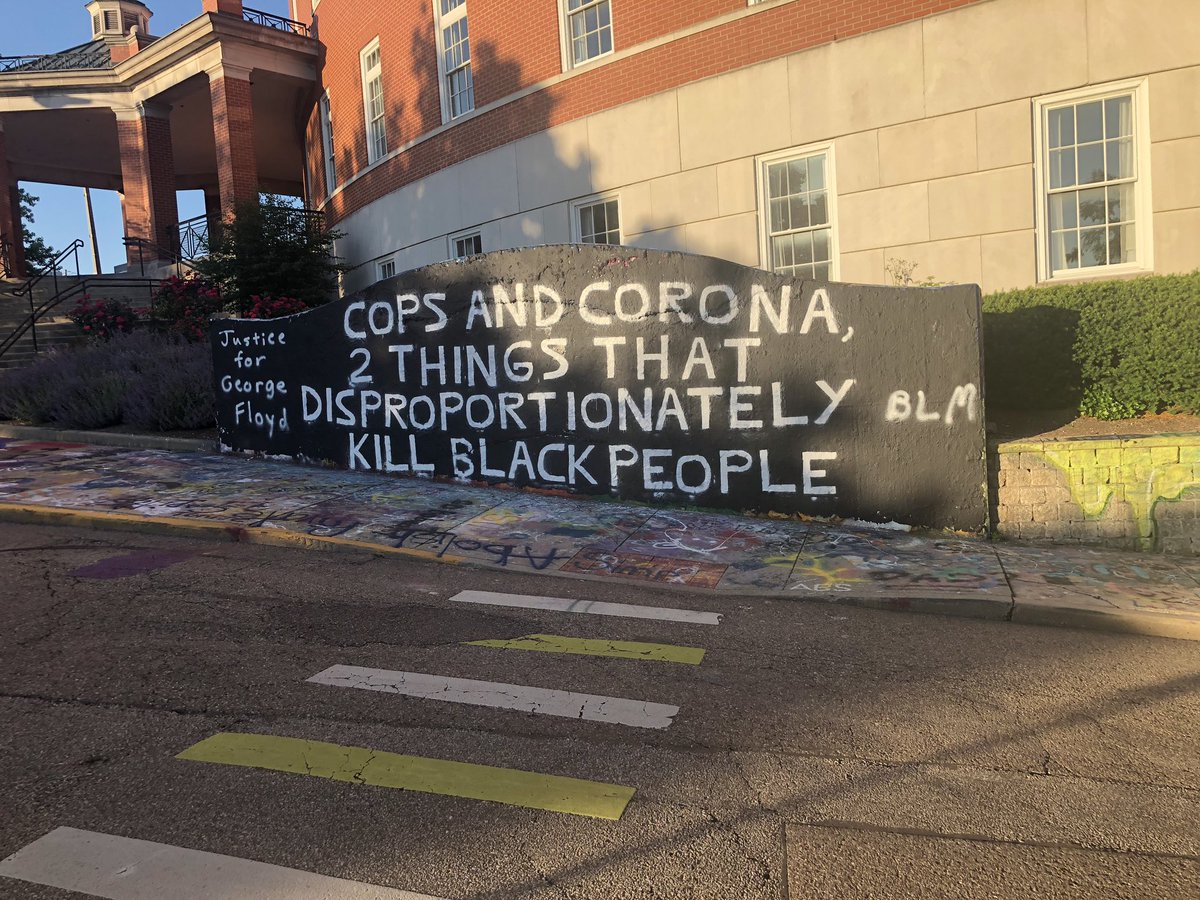 Justice
for
George
Floyd
COPS AND CORONA,
2 THINGS THAT
DISPROPORTIONATELY
KILL BLACK PEOPLE
BLM